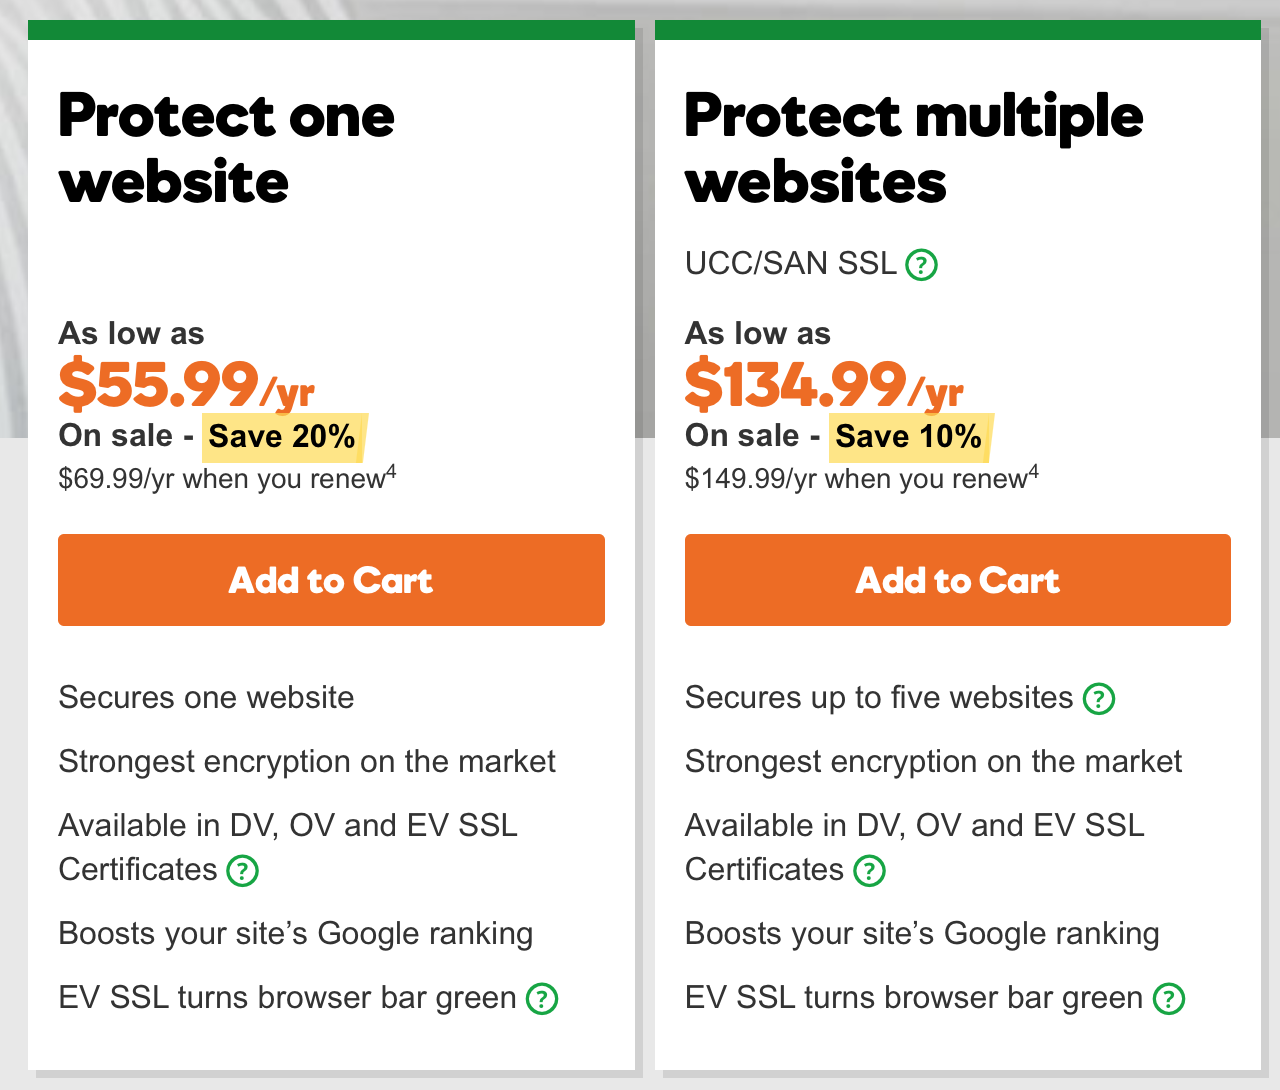 Protect one
website
As low as
$55.99/yr
On sale - Save 20%
$69.99/yr when you renew4
Add to Cart
Secures one website
Strongest encryption on the market
Available in DV, OV and EV SSL
Certificates ?
Boosts your site’s Google ranking
EV SSL turns browser bar green ?
Protect multiple
websites
UCC/SAN SSL ?
As low as
$134.99/yr
On sale - Save 10%
$149.99/yr when you renew4
Add to Cart
Secures up to five websites ?
Strongest encryption on the market
Available in DV, OV and EV SSL
Certificates ?
Boosts your site’s Google ranking
EV SSL turns browser bar green ?